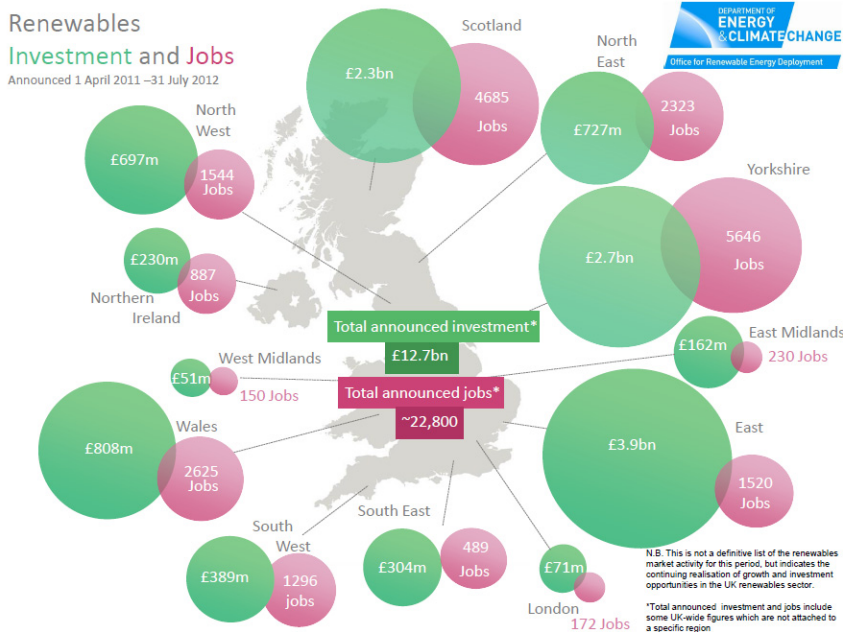 Renewables
Investment and Jobs
Announced 1 April 2011 –31 July 2012
DEPARTMENT OF
ENERGY
& CLIMATE CHANGE
Office for Renewable Energy Deployment
Scotland
£2.3bn
4685
Jobs
North
East
£727m
2323
Jobs
North
West
£697m
1544
Jobs
Yorkshire
£2.7bn
5646
Jobs
£230m
887
Jobs
Northern
Ireland
Total announced investment*
£12.7bn
Total announced jobs*
~22,800
East Midlands
£162m
230 Jobs
West Midlands
£51m
150 Jobs
Wales
£808m
2625
Jobs
East
£3.9bn
1520
Jobs
South
West
£389m
1296
jobs
South East
£304m
489
Jobs
£71m
London
172 Jobs
N.B. This is not a definitive list of the renewables
market activity for this period, but indicates the
continuing realisation of growth and investment
opportunities in the UK renewables sector.
*Total announced investment and jobs include
some UK-wide figures which are not attached to
a specific region